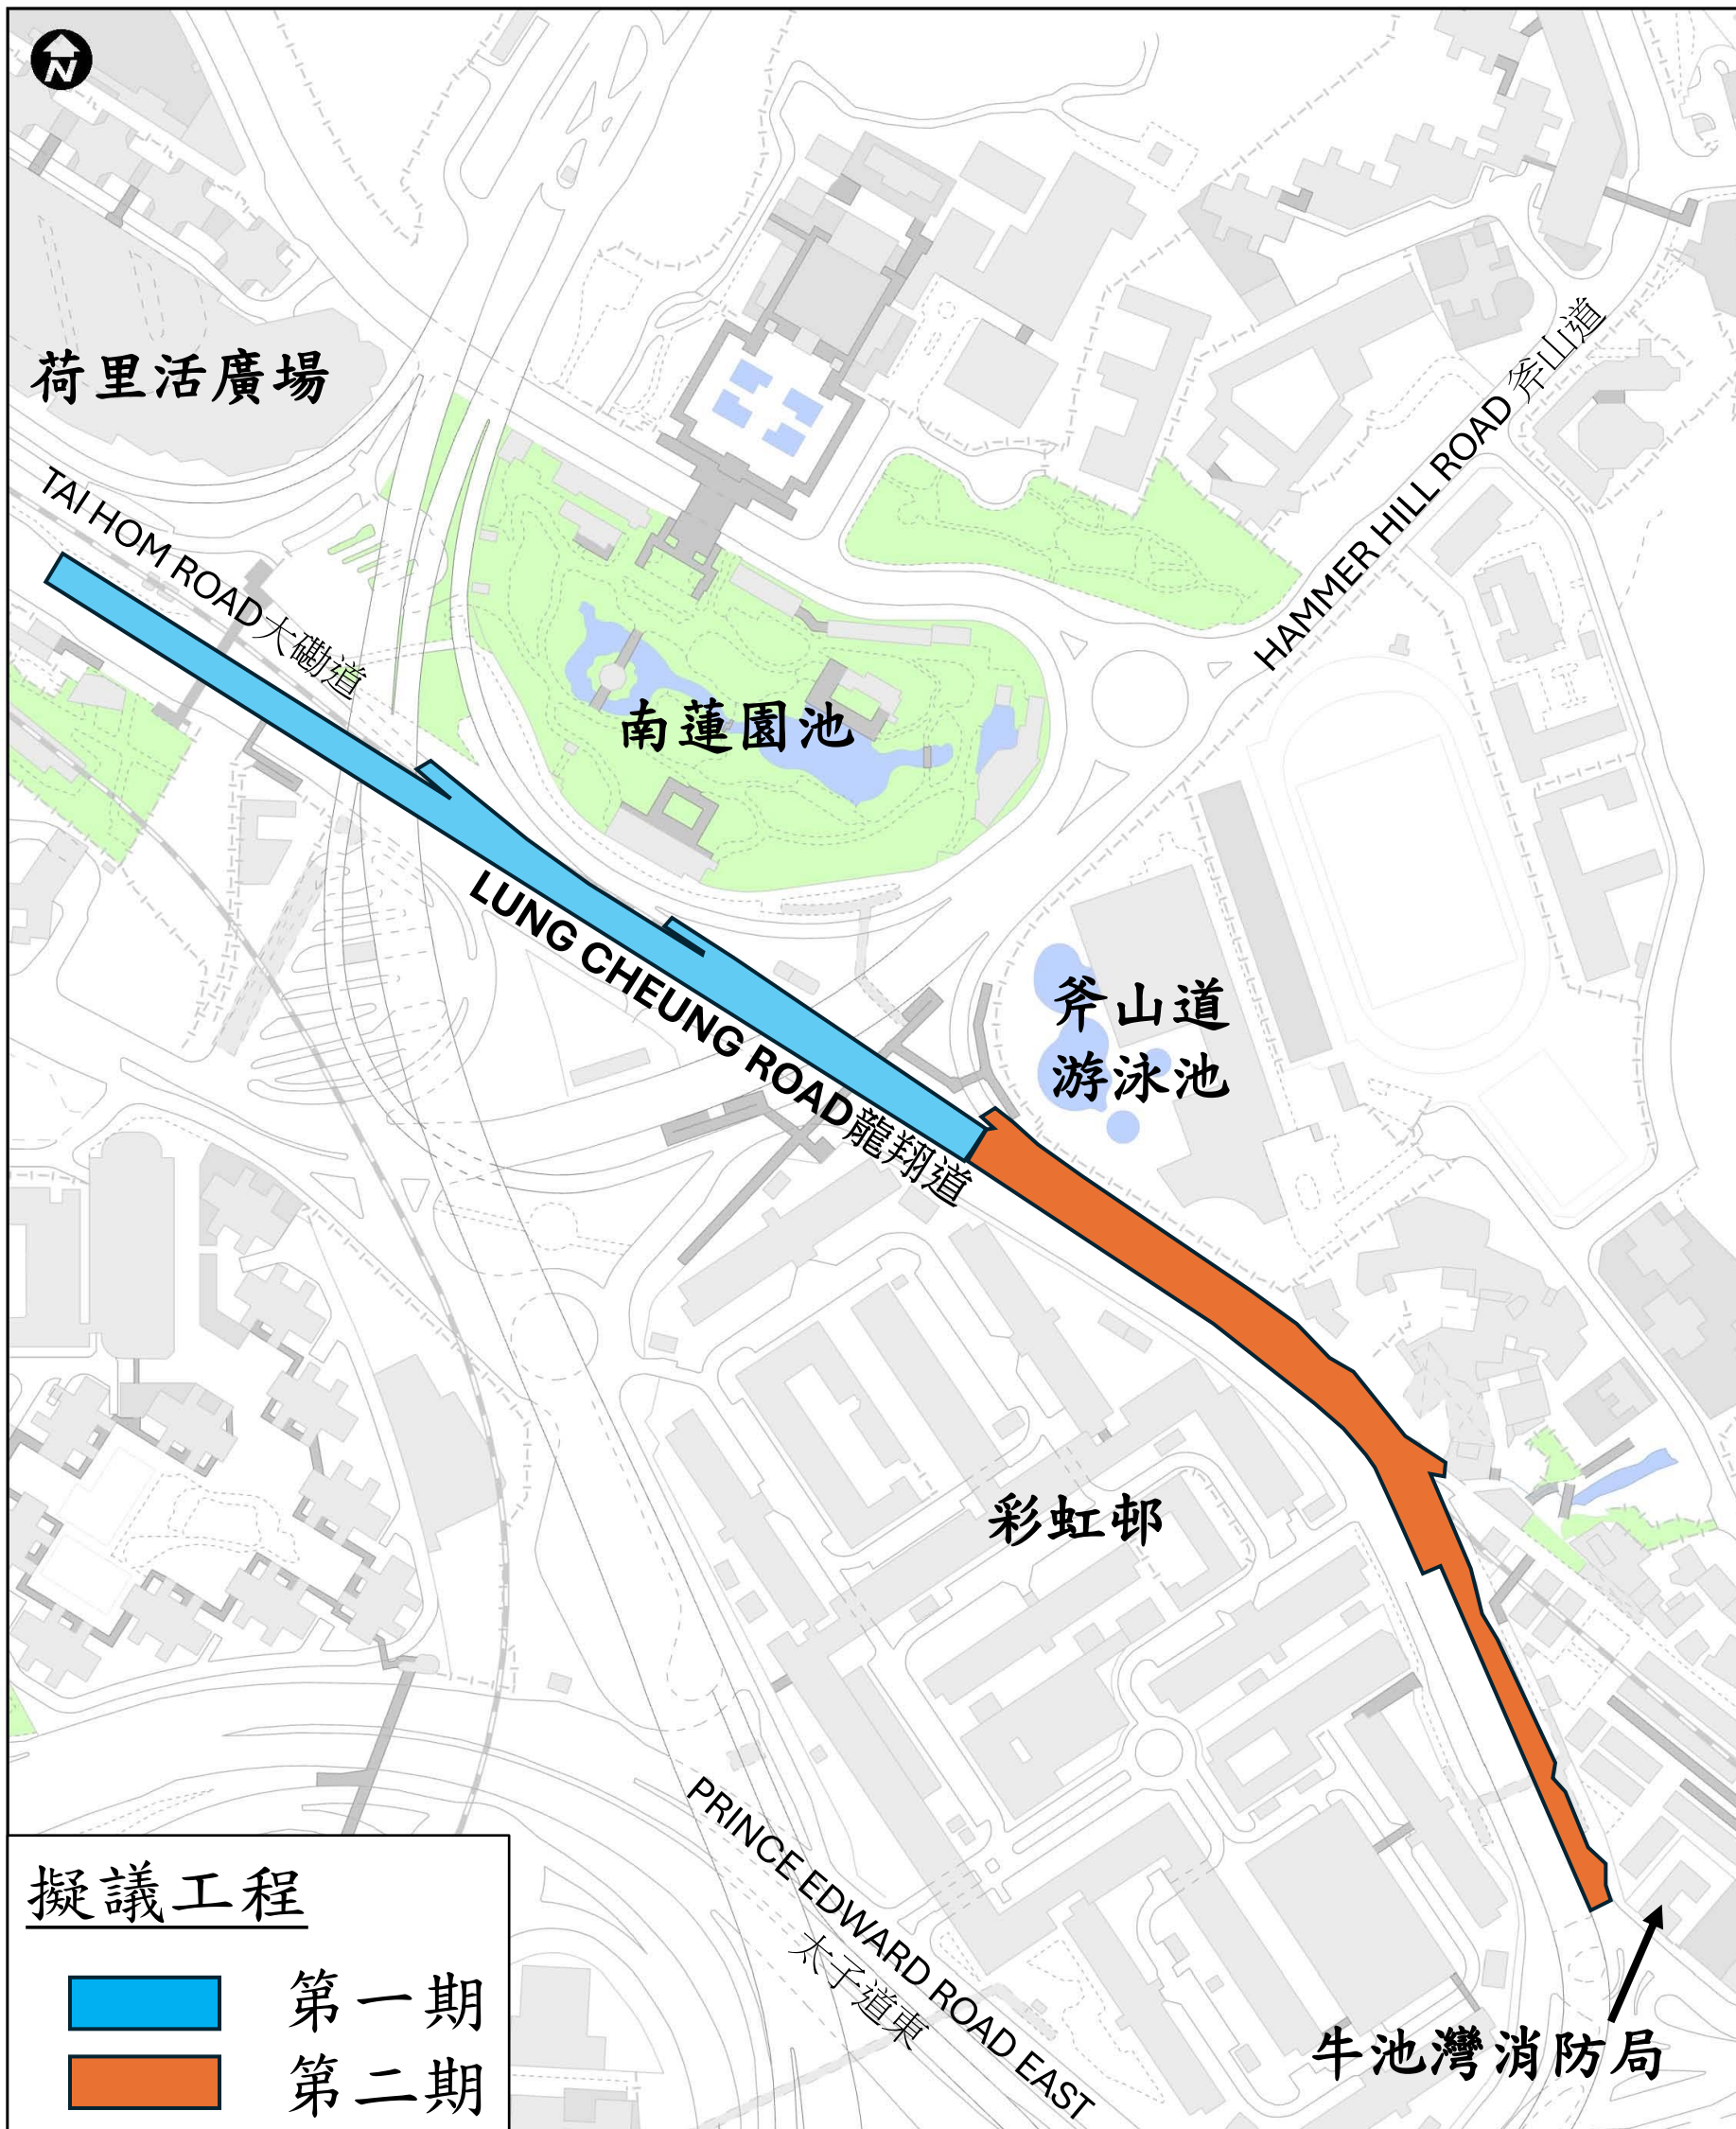 N
荷里活廣場
TAI HOM ROAD大磡道
HAMMER HILL ROAD 斧山道
南蓮園池
LUNG CHEUNG ROAD龍翔道
斧山道
游泳池
彩虹邨
PRINCE EDWARD ROAD EAST
太子道東
牛池灣消防局
擬議工程
第一期
第二期